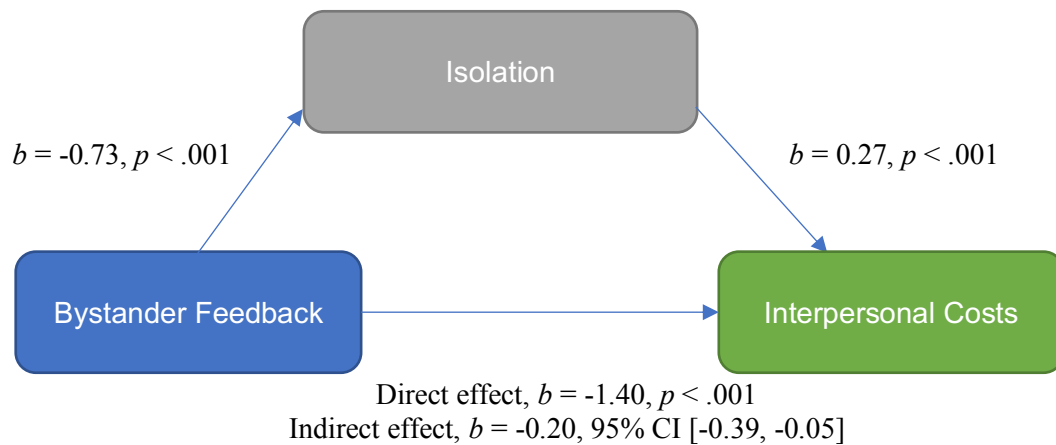 Isolation
b = -0.73, p < .001
b = 0.27, p < .001
Bystander Feedback
Interpersonal Costs
Direct effect, b = -1.40, p < .001
Indirect effect, b = -0.20, 95% CI [-0.39, -0.05]